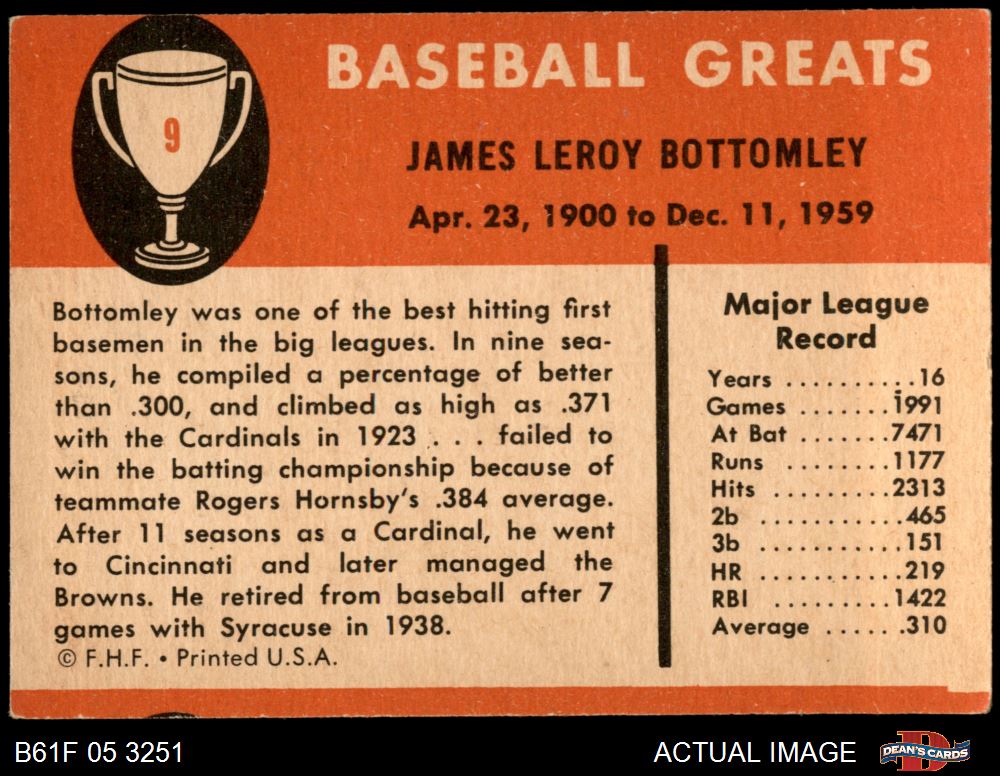 9
BASEBALL GREATS
JAMES LEROY BOTTOMLEY
Apr. 23, 1900 to Dec. 11, 1959
Bottomley was one of the best hitting first
basemen in the big leagues. In nine sea-
sons, he compiled a percentage of better
than .300, and climbed as high as .371
with the Cardinals in 1923 . . . failed to
win the batting championship because of
teammate Rogers Hornsby's .384 average.
After 11 seasons as a Cardinal, he went
to Cincinnati and later managed the
Browns. He retired from baseball after 7
games with Syracuse in 1938.
© F.H.F. • Printed U.S.A.
Major League
Record
Years . . . . . . . . . . 16
Games . . . . . . . 1991
At Bat . . . . . . . 7471
Runs . . . . . . . . 1177
Hits . . . . . . . . . 2313
2b . . . . . . . . . . . 465
3b . . . . . . . . . . . 151
HR . . . . . . . . . . . 219
RBI . . . . . . . . . 1422
Average . . . . . . .310
B61F 05 3251
ACTUAL IMAGE
D
DEAN'S CARDS